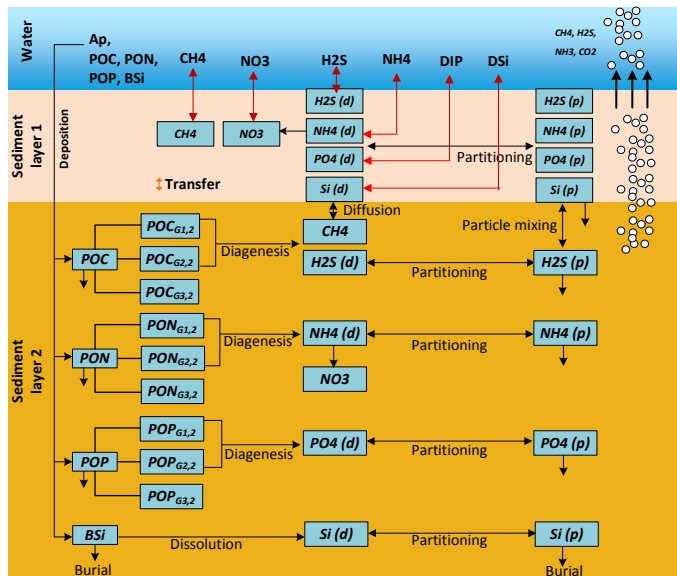 Water
Ap,
POC, PON,
POP, BSi
CH4
NO3
H2S
NH4
DIP
DSi
CH4, H2S,
NH3, CO2
Sediment
layer 1
Deposition
CH4
NO3
H2S (d)
NH4 (d)
PO4 (d)
Si (d)
Partitioning
H2S (p)
NH4 (p)
PO4 (p)
Si (p)
Transfer
Diffusion
Particle mixing
Sediment
layer 2
POC
POCG1,2
POCG2,2
POCG3,2
Diagenesis
CH4
H2S (d)
Partitioning
H2S (p)
PON
PONG1,2
PONG2,2
PONG3,2
Diagenesis
NH4 (d)
NO3
Partitioning
NH4 (p)
POP
POPG1,2
POPG2,2
POPG3,2
Diagenesis
PO4 (d)
Partitioning
PO4 (p)
BSi
Dissolution
Si (d)
Partitioning
Si (p)
Burial
Burial